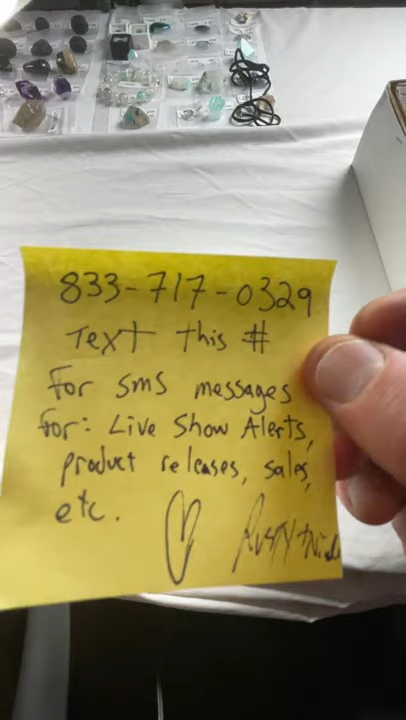 833-717-0329
Text this #
For SMS messages
for: Live Show Alerts,
product releases, sales,
etc.